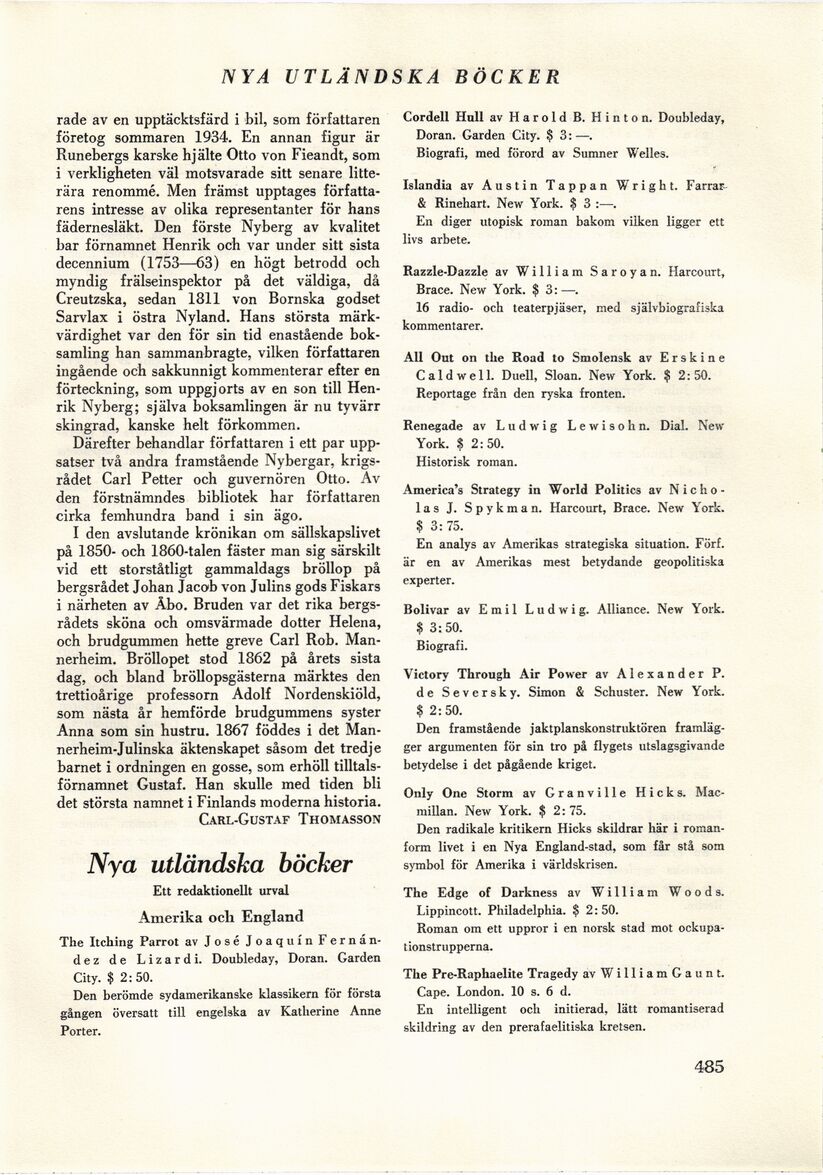 NYA UTLÄNDSKA BÖCKER
rade av en upptäcktsfärd i bil, som författaren
företog sommaren 1934. En annan figur är
Runebergs karske hjälte Otto von Fieandt, som
i verkligheten väl motsvarade sitt senare litte-
rära renommé. Men främst upptages författa-
rens intresse av olika representanter för hans
fädernesläkt. Den förste Nyberg av kvalitet
bar förnamnet Henrik och var under sitt sista
decennium (1753—63) en högt betrodd och
myndig frälseinspektor på det väldiga, då
Creutzska, sedan 1811 von Bornska godset
Sarvlax i östra Nyland. Hans största märk-
värdighet var den för sin tid enastående bok-
samling han sammanbragte, vilken författaren
ingående och sakkunnigt kommenterar efter en
förteckning, som uppgjorts av en son till Hen-
rik Nyberg; själva boksamlingen är nu tyvärr
skingrad, kanske helt förkommen.
Därefter behandlar författaren i ett par upp-
satser två andra framstående Nybergar, krigs-
rådet Carl Petter och guvernören Otto. Av
den förstnämndes bibliotek har författaren
cirka femhundra band i sin ägo.
I den avslutande krönikan om sällskapslivet
på 1850- och 1860-talen fäster man sig särskilt
vid ett storståtligt gammaldags bröllop på
bergsrådet Johan Jacob von Julins gods Fiskars
i närheten av Åbo. Bruden var det rika bergs-
rådets sköna och omsvärmade dotter Helena,
och brudgummen hette greve Carl Rob. Man-
nerheim. Bröllopet stod 1862 på årets sista
dag, och bland bröllopsgästerna märktes den
trettioårige professorn Adolf Nordenskiöld,
som nästa år hemförde brudgummens syster
Anna som sin hustru. 1867 föddes i det Man-
nerheim-Julinska äktenskapet såsom det tredje
barnet i ordningen en gosse, som erhöll tilltals-
förnamnet Gustaf. Han skulle med tiden bli
det största namnet i Finlands moderna historia.
CARL-GUSTAF THOMASSON
Nya utländska böcker
Ett redaktionellt urval
Amerika och England
The Itching Parrot av José Joaquín Fernán-
dez de Lizardi. Doubleday, Doran. Garden
City. $ 2: 50.
Den berömde sydamerikanske klassikern för första
gången översatt till engelska av Katherine Anne
Porter.
Cordell Hull av Harold B. Hinton. Doubleday,
Doran. Garden City. $ 3: —.
Biografi, med förord av Sumner Welles.
Islandia av Austin Tappan Wright. Farrar
& Rinehart. New York. $ 3 :—.
En diger utopisk roman bakom vilken ligger ett
livs arbete.
Razzle-Dazzle av William Saroyan. Harcourt,
Brace. New York. $ 3: —.
16 radio- och teaterpjäser, med självbiografiska
kommentarer.
All Out on the Road to Smolensk av Erskine
Caldwell. Duell, Sloan. New York. $ 2: 50.
Reportage från den ryska fronten.
Renegade av Ludwig Lewisohn. Dial. New
York. $ 2: 50.
Historisk roman.
America's Strategy in World Politics av Nicho-
las J. Spykman. Harcourt, Brace. New York.
$ 3: 75.
En analys av Amerikas strategiska situation. Förf.
är en av Amerikas mest betydande geopolitiska
experter.
Bolivar av Emil Ludwig. Alliance. New York.
$ 3: 50.
Biografi.
Victory Through Air Power av Alexander P.
de Seversky. Simon & Schuster. New York.
$ 2: 50.
Den framstående jaktplanskonstruktören framläg-
ger argumenten för sin tro på flygets utslagsgivande
betydelse i det pågående kriget.
Only One Storm av Granville Hicks. Mac-
millan. New York. $ 2: 75.
Den radikale kritikern Hicks skildrar här i roman-
form livet i en Nya England-stad, som får stå som
symbol för Amerika i världskrisen.
The Edge of Darkness av William Woods.
Lippincott. Philadelphia. $ 2: 50.
Roman om ett uppror i en norsk stad mot ockupa-
tionstrupperna.
The Pre-Raphaelite Tragedy av William Gaunt.
Cape. London. 10 s. 6 d.
En intelligent och initierad, lätt romantiserad
skildring av den prerafaelitiska kretsen.
485